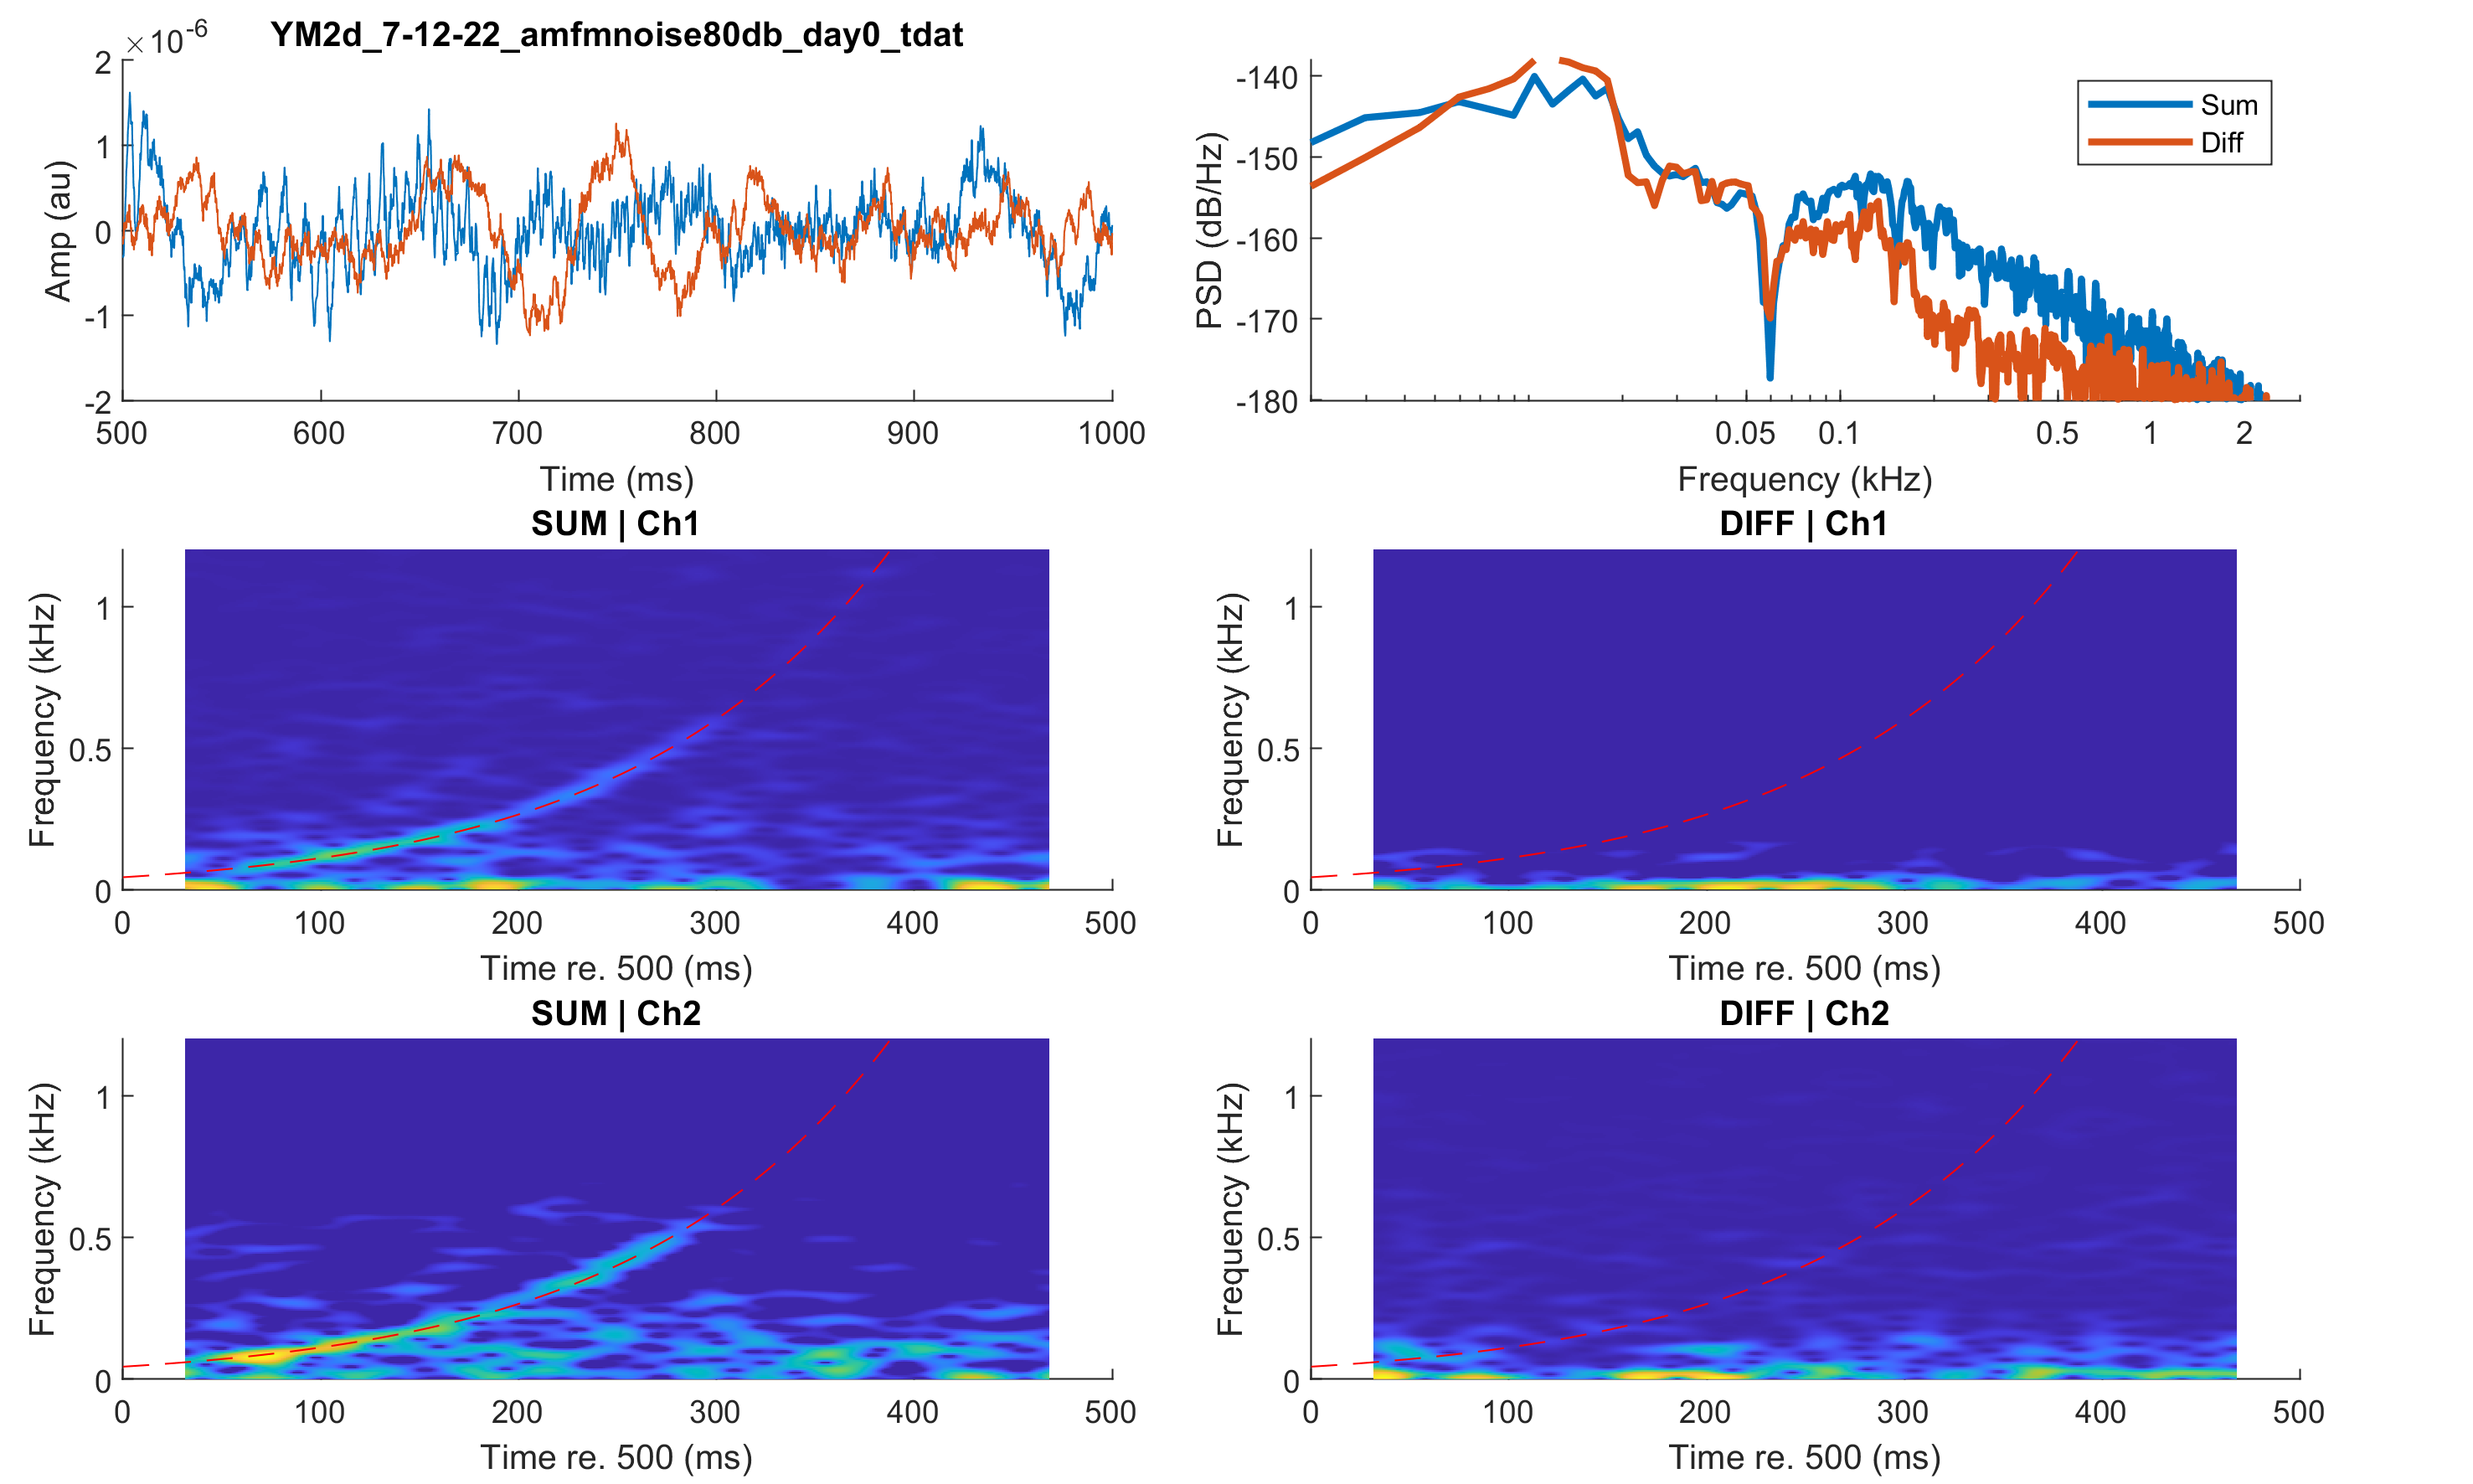 ×10-6
YM2d_7-12-22_amfmnoise80db_day0_tdat
2
1
0
-1
-2
Amp (au)
500 600 700 800 900 1000
Time (ms)
-140
-150
-160
-170
-180
PSD (dB/Hz)
Sum
Diff
0.05 0.1 0.5 1 2
Frequency (kHz)
SUM | Ch1
1
0.5
0
Frequency (kHz)
0 100 200 300 400 500
Time re. 500 (ms)
DIFF | Ch1
1
0.5
0
Frequency (kHz)
0 100 200 300 400 500
Time re. 500 (ms)
SUM | Ch2
1
0.5
0
Frequency (kHz)
0 100 200 300 400 500
Time re. 500 (ms)
DIFF | Ch2
1
0.5
0
Frequency (kHz)
0 100 200 300 400 500
Time re. 500 (ms)